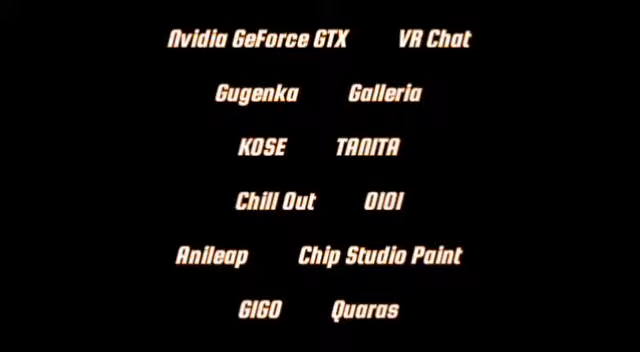 Nvidia GeForce GTX VR Chat
Gugenka Galleria
KOSE TANITA
Chill Out 0101
Anileap Chip Studio Paint
GIGO Quaras